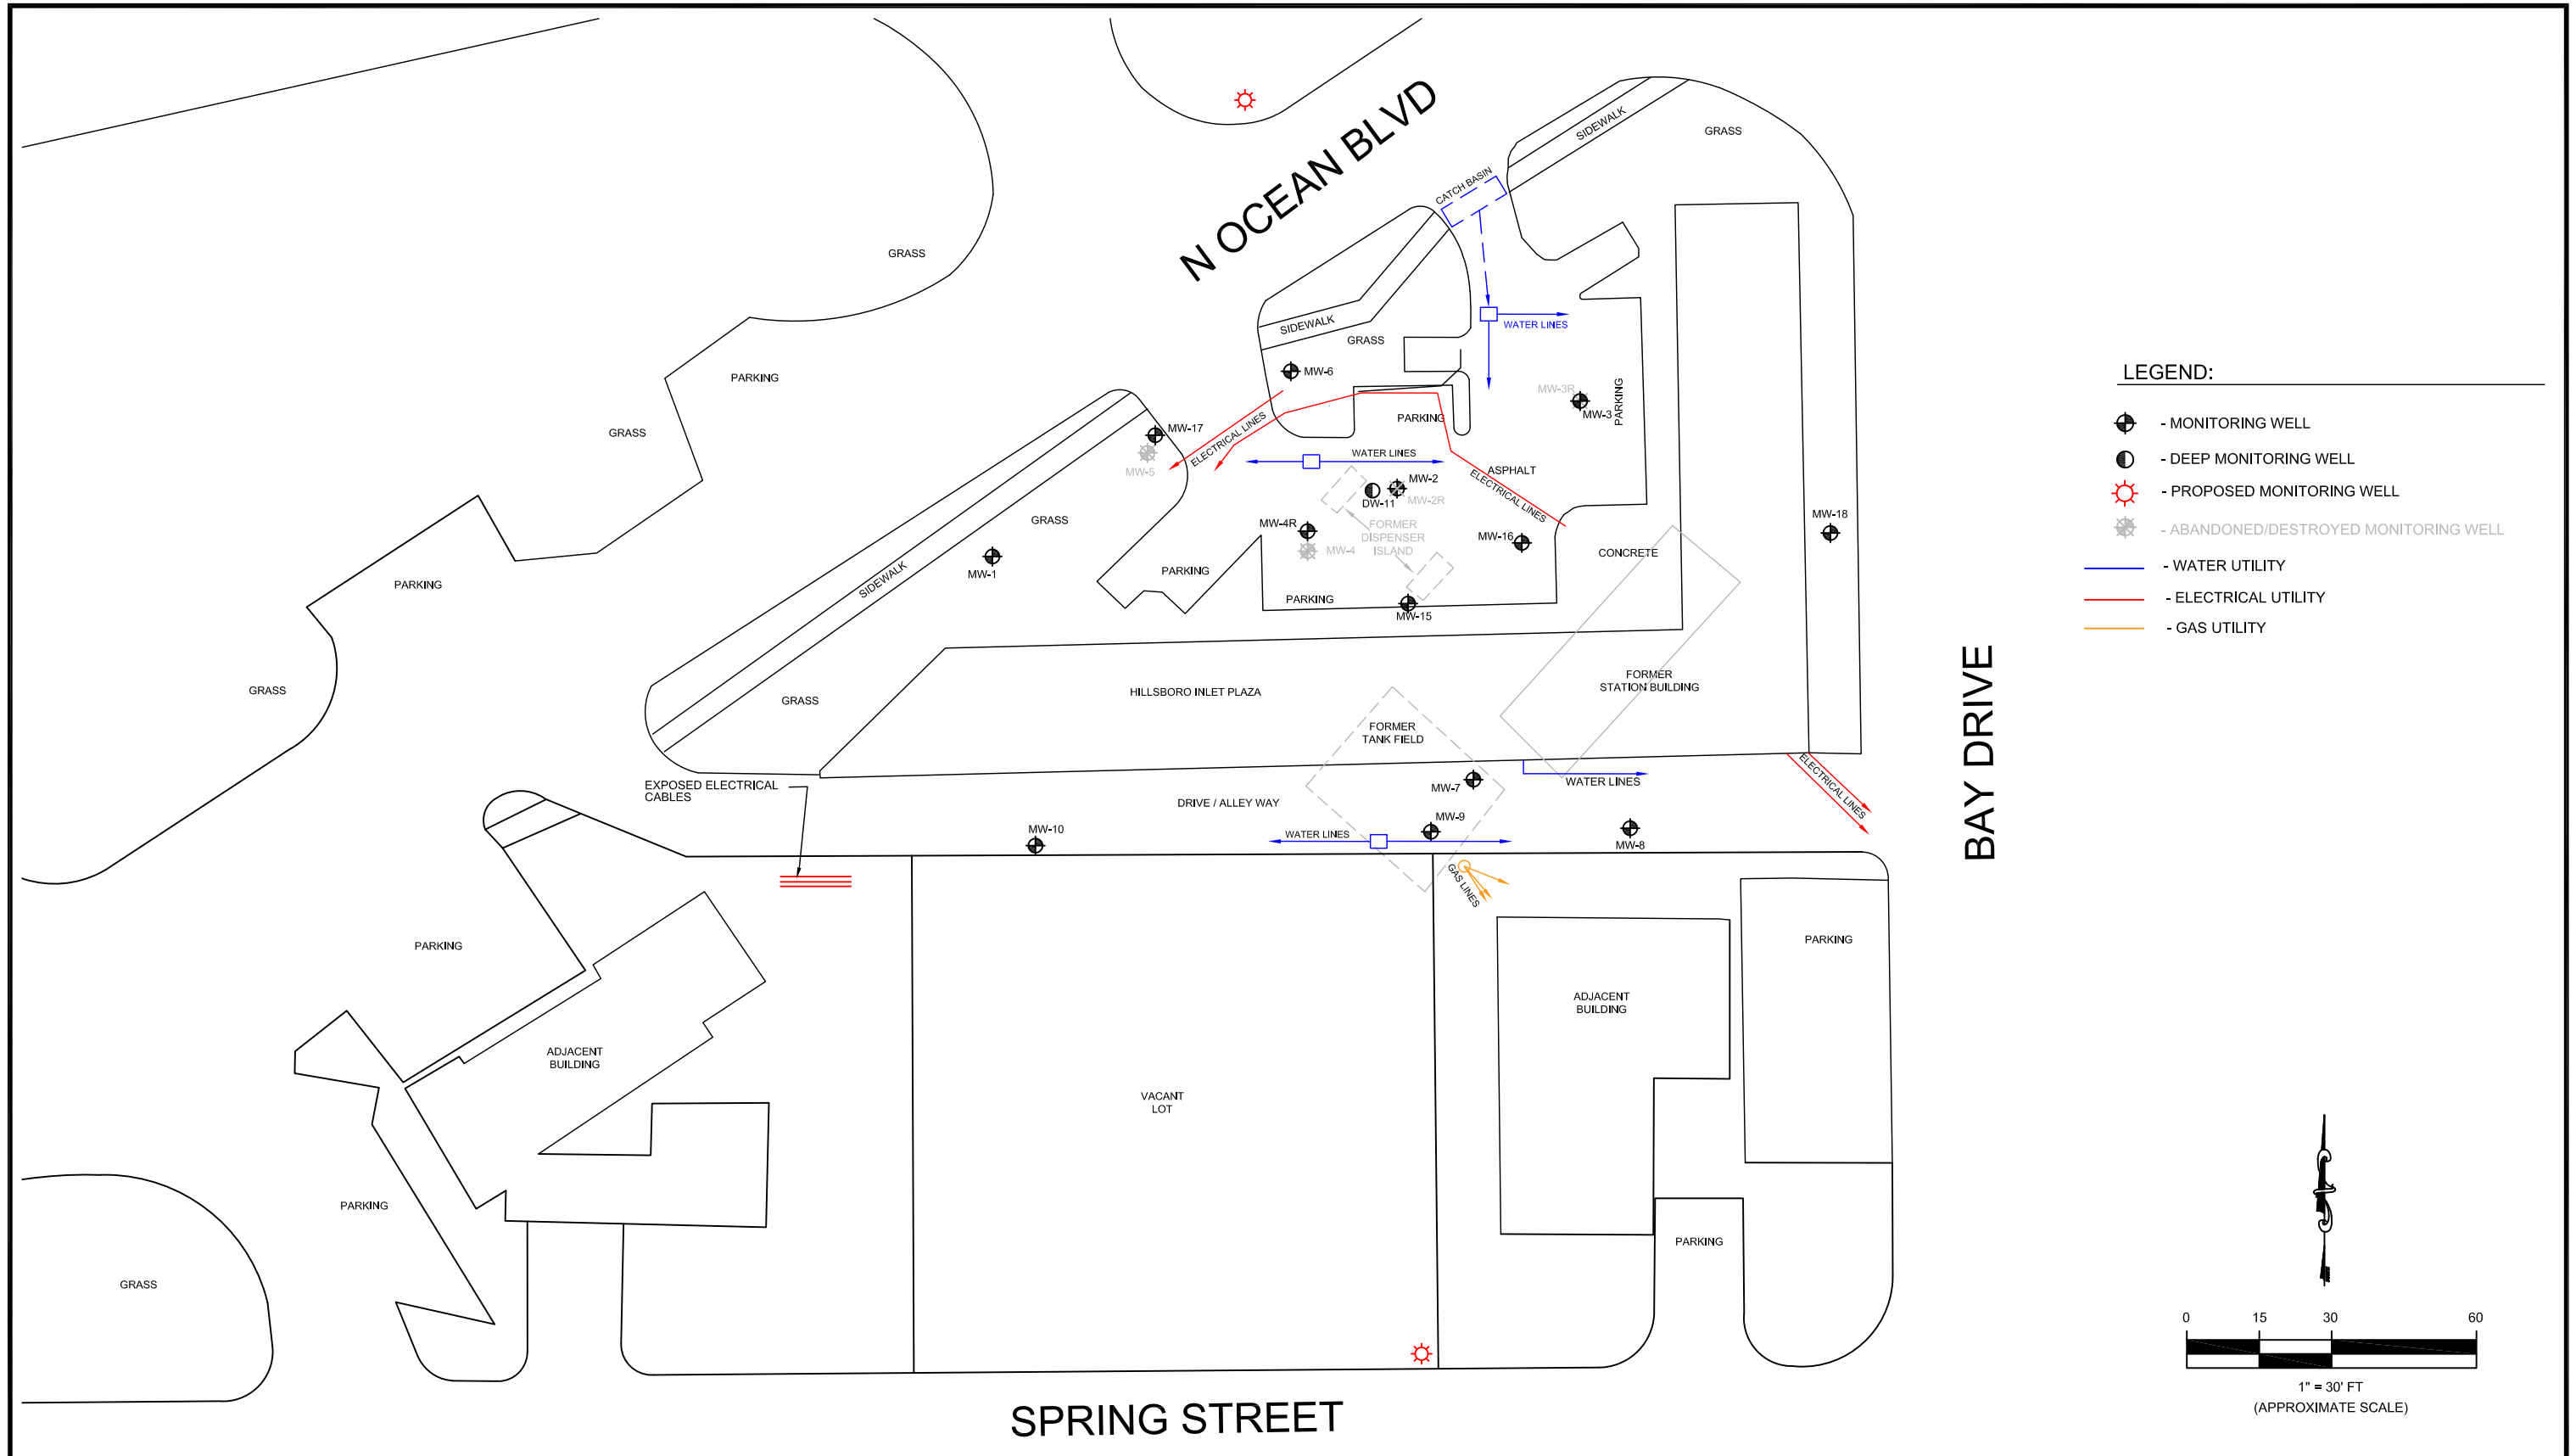 N OCEAN BLVD
SIDEWALK
GRASS
CATCH BASIN
GRASS
SIDEWALK
WATER LINES
GRASS
PARKING
MW-6
MW-3R
MW-3
PARKING
GRASS
MW-17
MW-5
ELECTRICAL LINES
PARKING
WATER LINES
ASPHALT
ELECTRICAL LINES
MW-2
DW-11
MW-2R
GRASS
MW-4R
MW-4
FORMER
DISPENSER
ISLAND
MW-16
MW-18
CONCRETE
MW-1
SIDEWALK
PARKING
PARKING
PARKING
MW-15
GRASS
GRASS
HILLSBORO INLET PLAZA
FORMER
STATION BUILDING
FORMER
TANK FIELD
EXPOSED ELECTRICAL
CABLES
DRIVE / ALLEY WAY
MW-7
WATER LINES
ELECTRICAL LINES
MW-10
WATER LINES
MW-9
MW-8
GAS LINES
BAY DRIVE
PARKING
PARKING
ADJACENT
BUILDING
ADJACENT
BUILDING
VACANT
LOT
PARKING
PARKING
GRASS
SPRING STREET
LEGEND:
- MONITORING WELL
- DEEP MONITORING WELL
- PROPOSED MONITORING WELL
- ABANDONED/DESTROYED MONITORING WELL
- WATER UTILITY
- ELECTRICAL UTILITY
- GAS UTILITY
0 15 30 60
1" = 30' FT
(APPROXIMATE SCALE)